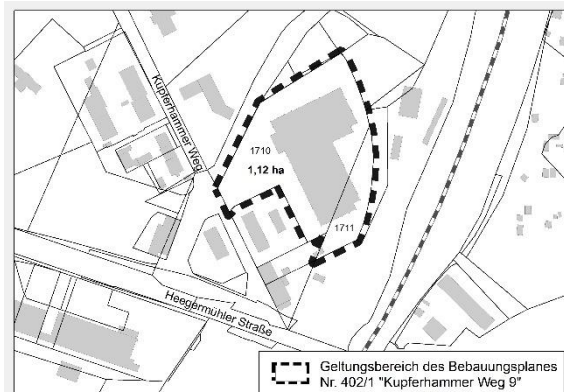 Kupferhammer Weg
1710
1,12 ha
1711
Heegermühler Straße
Geltungsbereich des Bebauungsplanes
Nr. 402/1 "Kupferhammer Weg 9"